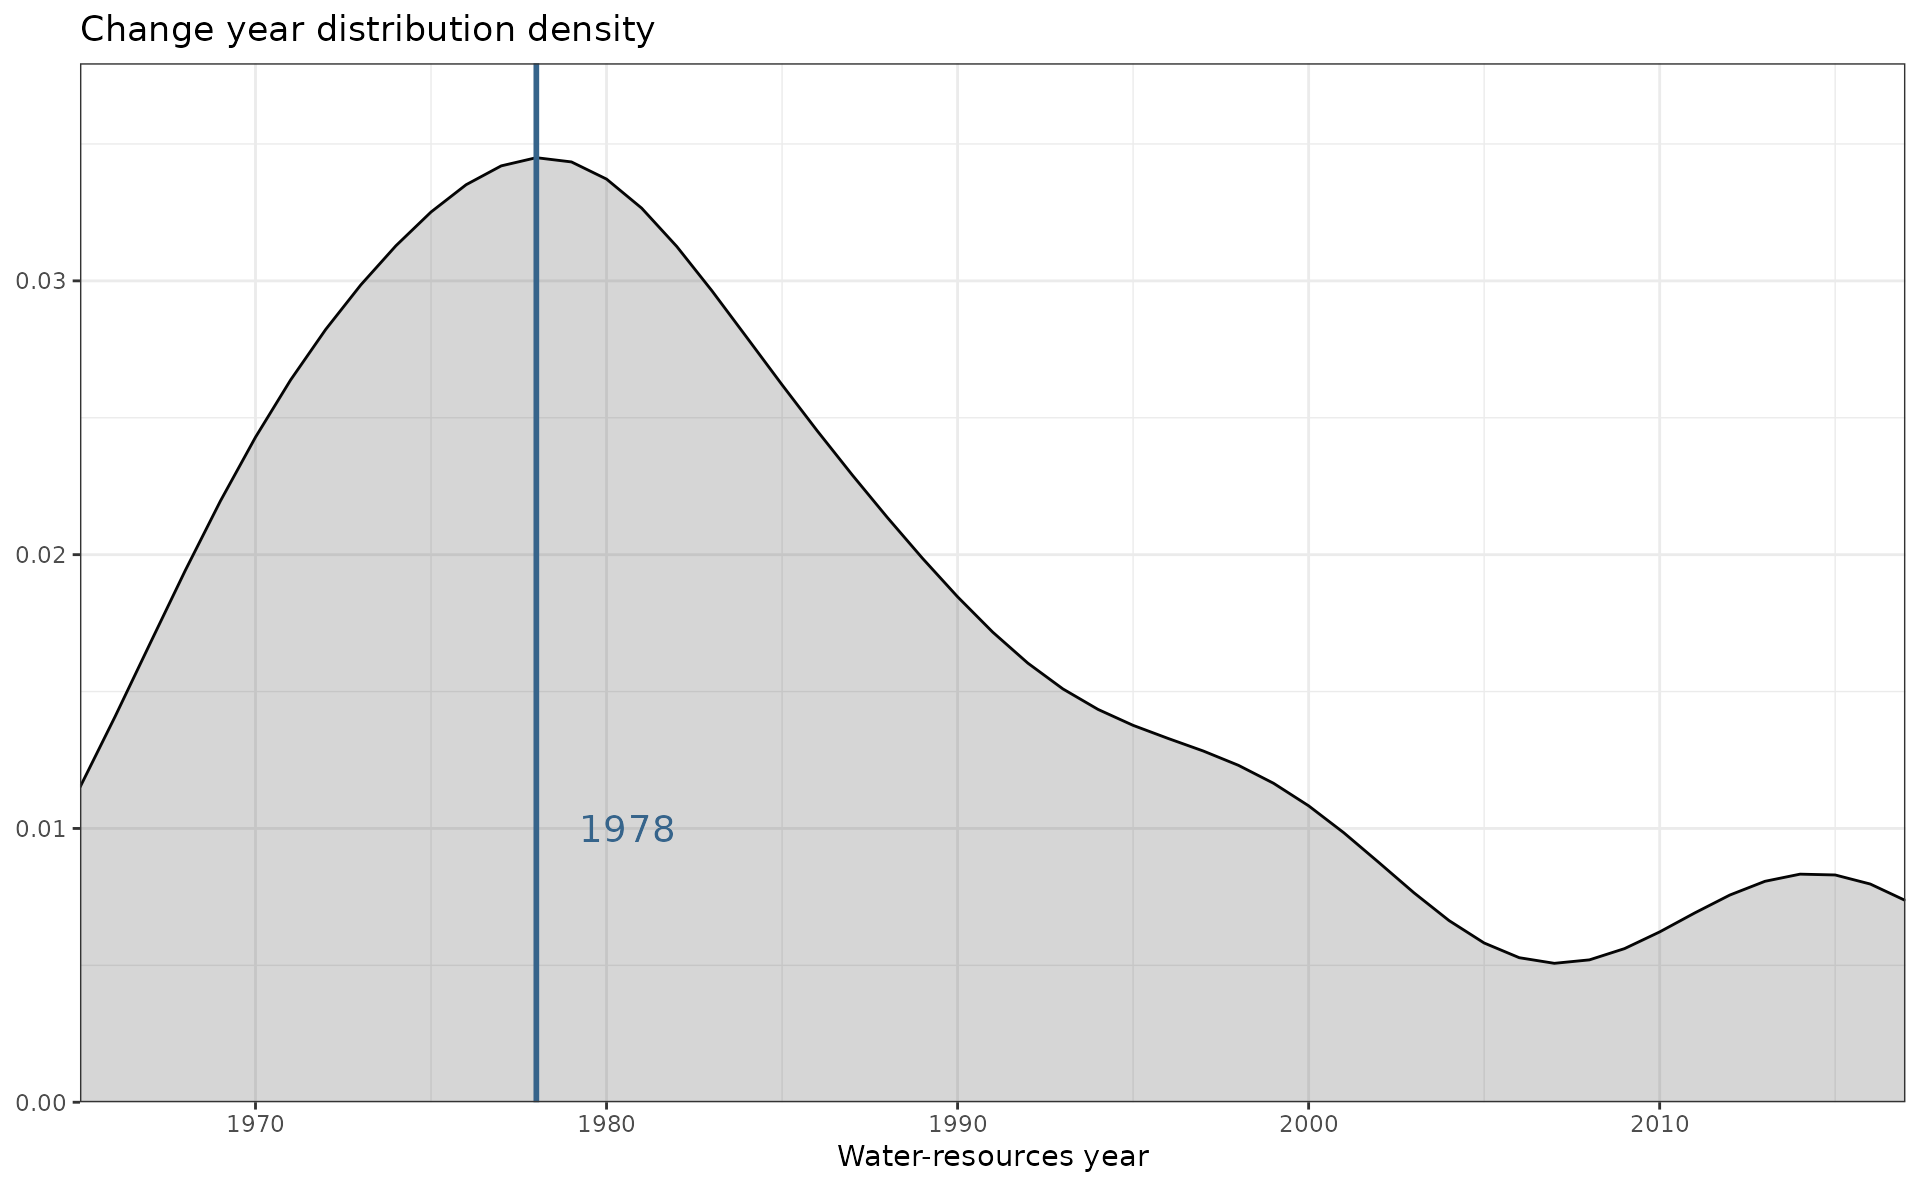 Change year distribution density
0.03
0.02
0.01
0.00
1978
1970 1980 1990 2000 2010
Water-resources year